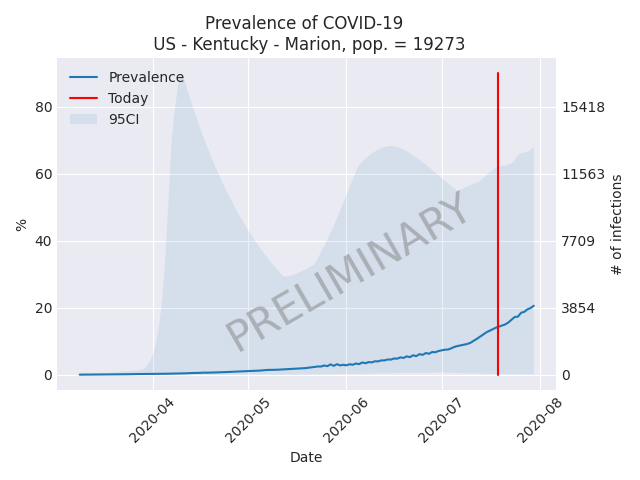 Prevalence of COVID-19
US - Kentucky - Marion, pop. = 19273
Prevalence
Today
95CI
80
60
40
20
0
%
15418
11563
7709
3854
0
# of infections
PRELIMINARY
2020-04
2020-05
2020-06
2020-07
2020-08
Date